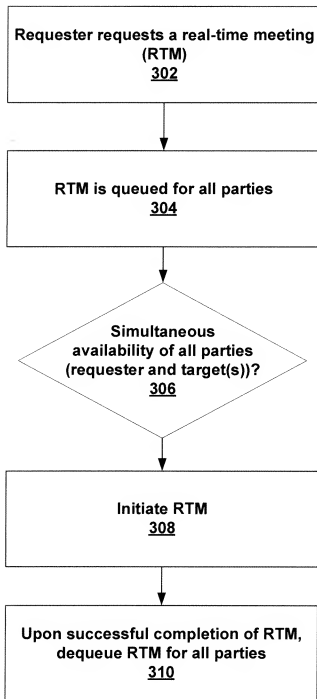 Requester requests a real-time meeting
(RTM)
302
RTM is queued for all parties
304
Simultaneous
availability of all parties
(requester and target(s))?
306
Initiate RTM
308
Upon successful completion of RTM,
dequeue RTM for all parties
310